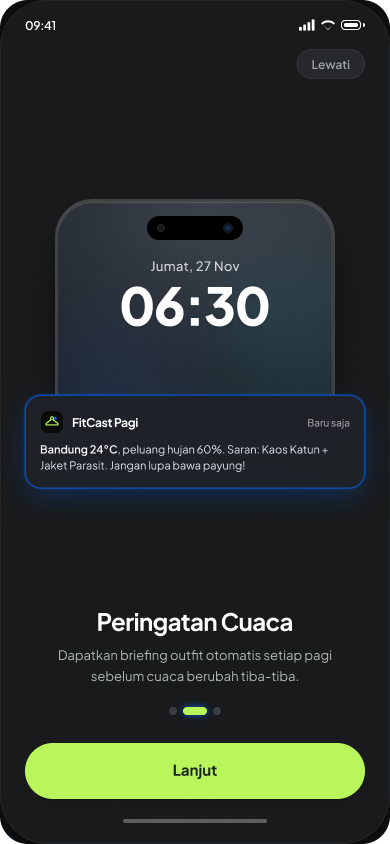 09:41
Lewati
Jumat, 27 Nov
06:30
FitCast Pagi
Baru saja
Bandung 24°C, peluang hujan 60%. Saran: Kaos Katun +
Jaket Parasit. Jangan lupa bawa payung!
Peringatan Cuaca
Dapatkan briefing outfit otomatis setiap pagi
sebelum cuaca berubah tiba-tiba.
Lanjut